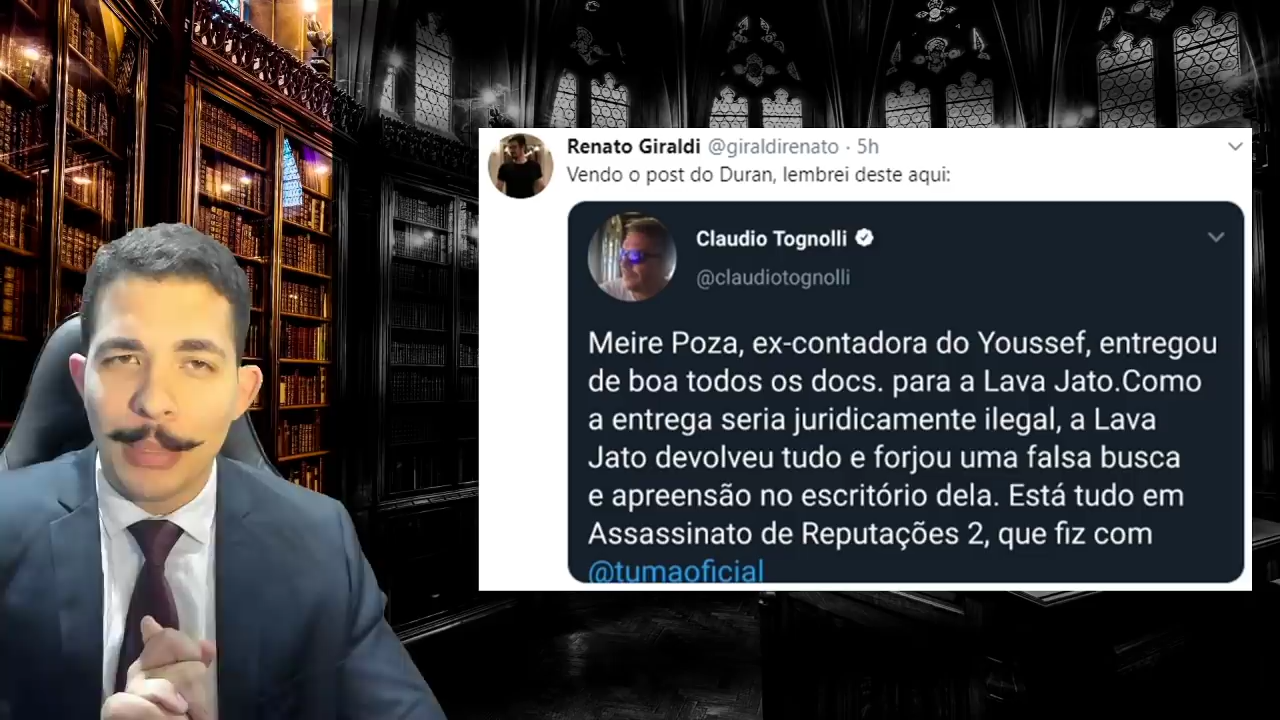 Renato Giraldi @giraldirenato · 5h
Vendo o post do Duran, lembrei deste aqui:
Claudio Tognolli
@claudiotognolli
Meire Poza, ex-contadora do Youssef, entregou
de boa todos os docs. para a Lava Jato.Como
a entrega seria juridicamente ilegal, a Lava
Jato devolveu tudo e forjou uma falsa busca
e apreensão no escritório dela. Está tudo em
Assassinato de Reputações 2, que fiz com
@tumaoficial